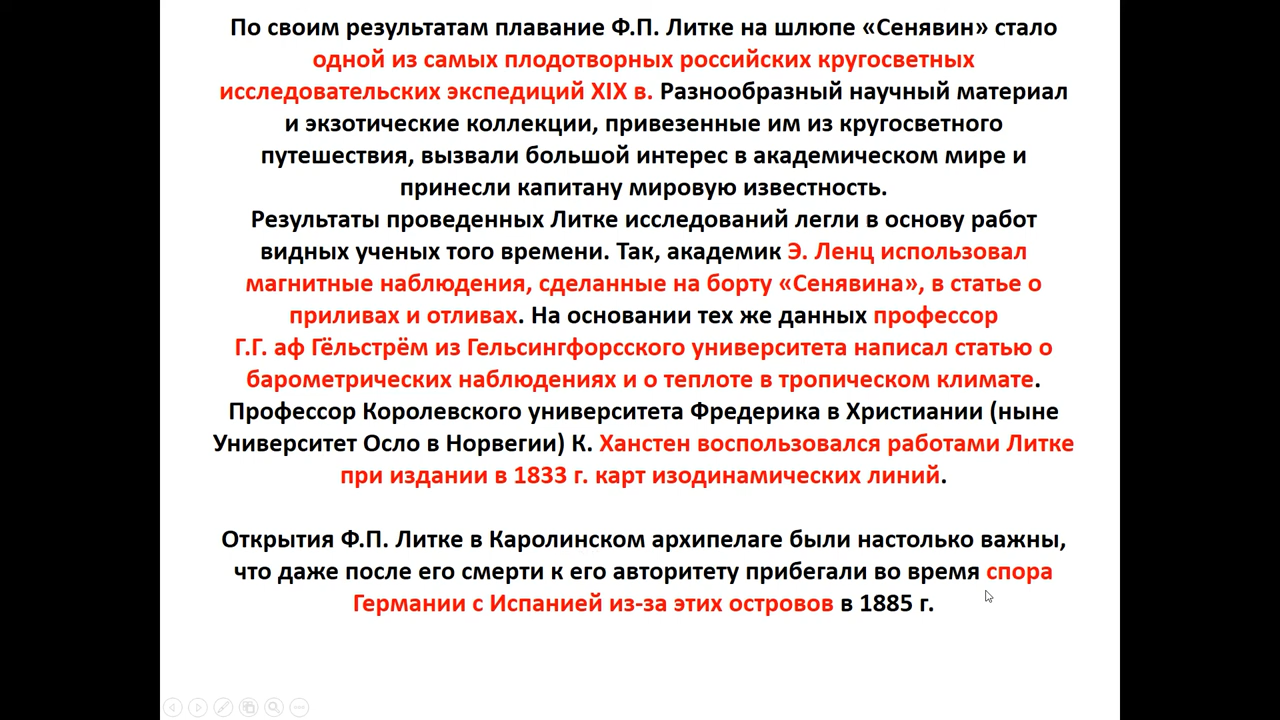 По своим результатам плавание Ф.П. Литке на шлюпе «Сенявин» стало
одной из самых плодотворных российских кругосветных
исследовательских экспедиций XIX в. Разнообразный научный материал
и экзотические коллекции, привезенные им из кругосветного
путешествия, вызвали большой интерес в академическом мире и
принесли капитану мировую известность.
Результаты проведенных Литке исследований легли в основу работ
видных ученых того времени. Так, академик Э. Ленц использовал
магнитные наблюдения, сделанные на борту «Сенявина», в статье о
приливах и отливах. На основании тех же данных профессор
Г.Г. аф Гёльстрём из Гельсингфорсского университета написал статью о
барометрических наблюдениях и о теплоте в тропическом климате.
Профессор Королевского университета Фредерика в Христиании (ныне
Университет Осло в Норвегии) К. Ханстен воспользовался работами Литке
при издании в 1833 г. карт изодинамических линий.
Открытия Ф.П. Литке в Каролинском архипелаге были настолько важны,
что даже после его смерти к его авторитету прибегали во время спора
Германии с Испанией из-за этих островов в 1885 г.